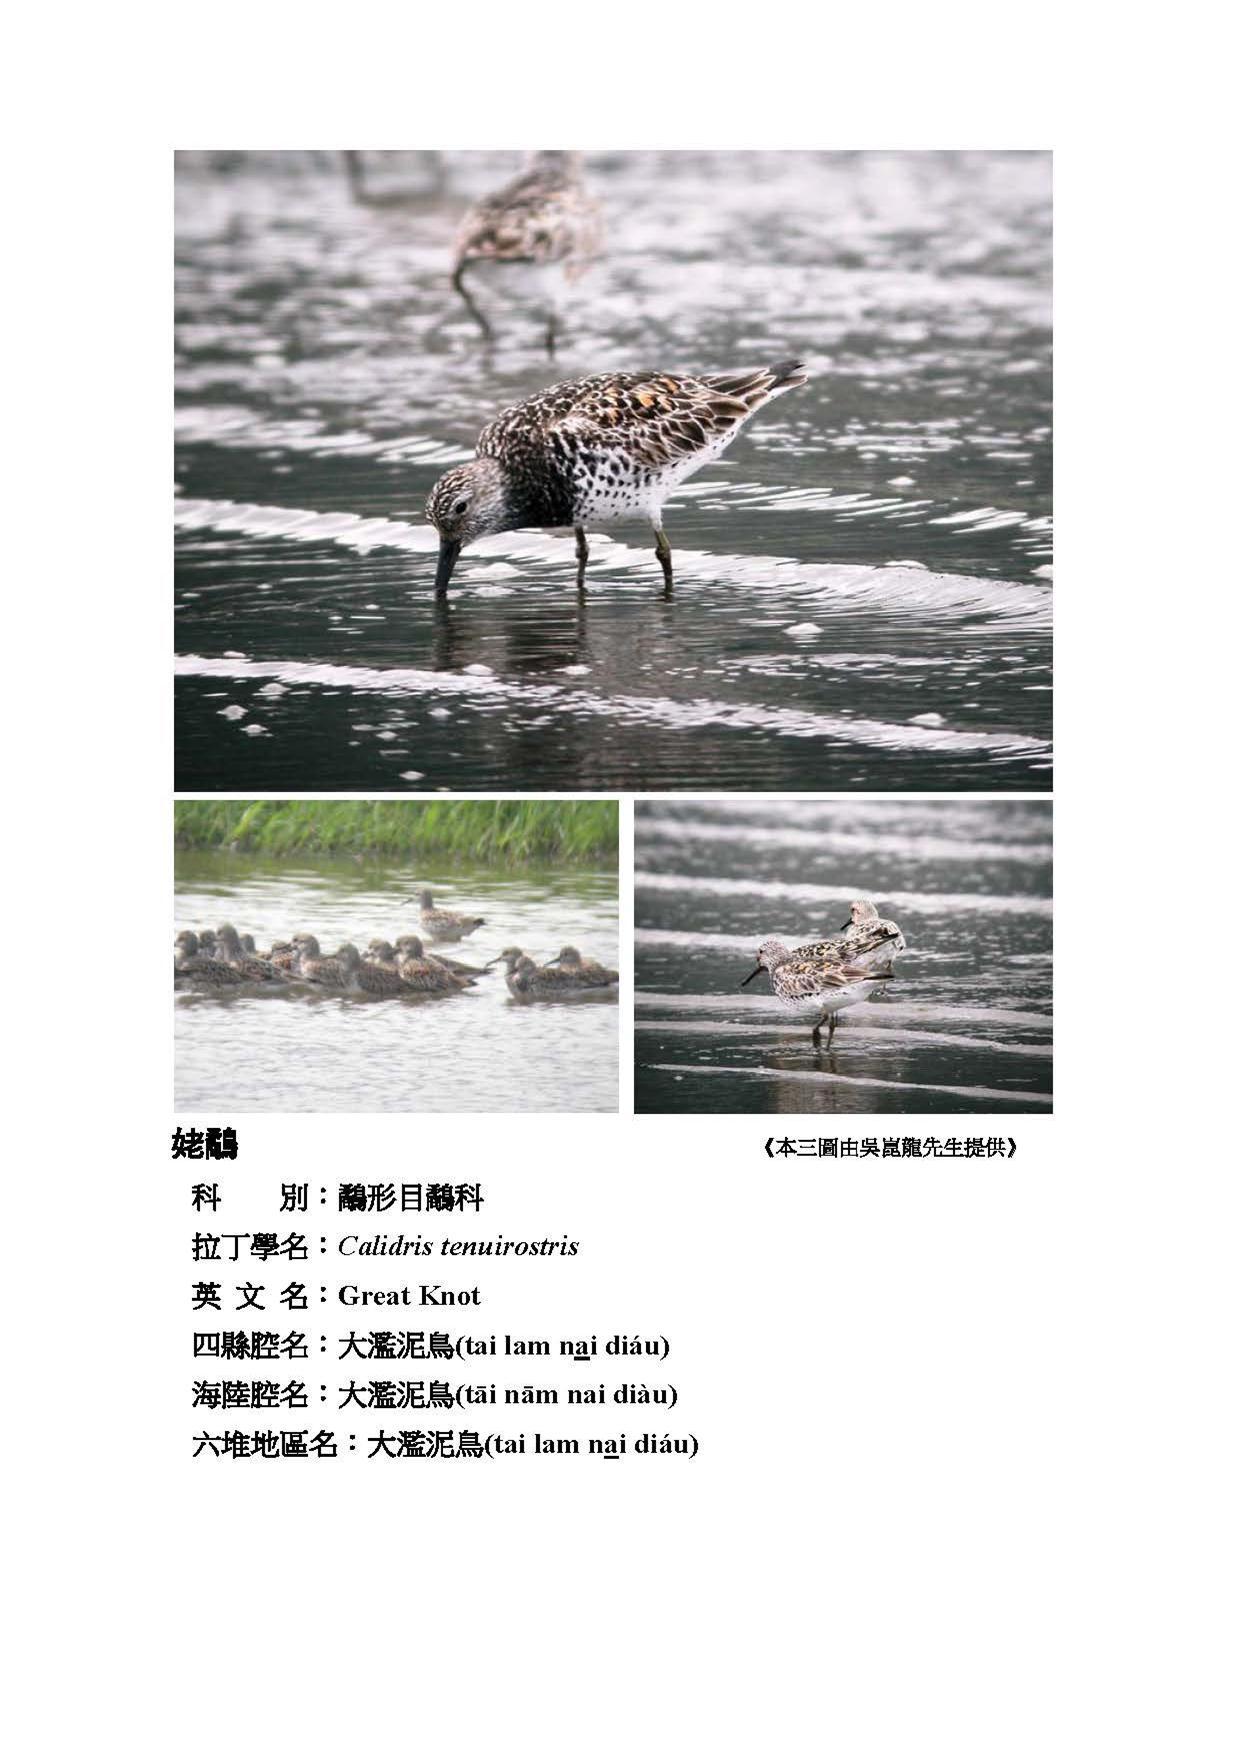 姥鷸
《本三圖由吳崑龍先生提供》
科　　別：鷸形目鷸科
拉丁學名：Calidris tenuirostris
英 文 名：Great Knot
四縣腔名：大濫泥鳥(tai lam nai diáu)
海陸腔名：大濫泥鳥(tāi nām nai diàu)
六堆地區名：大濫泥鳥(tai lam nai diáu)